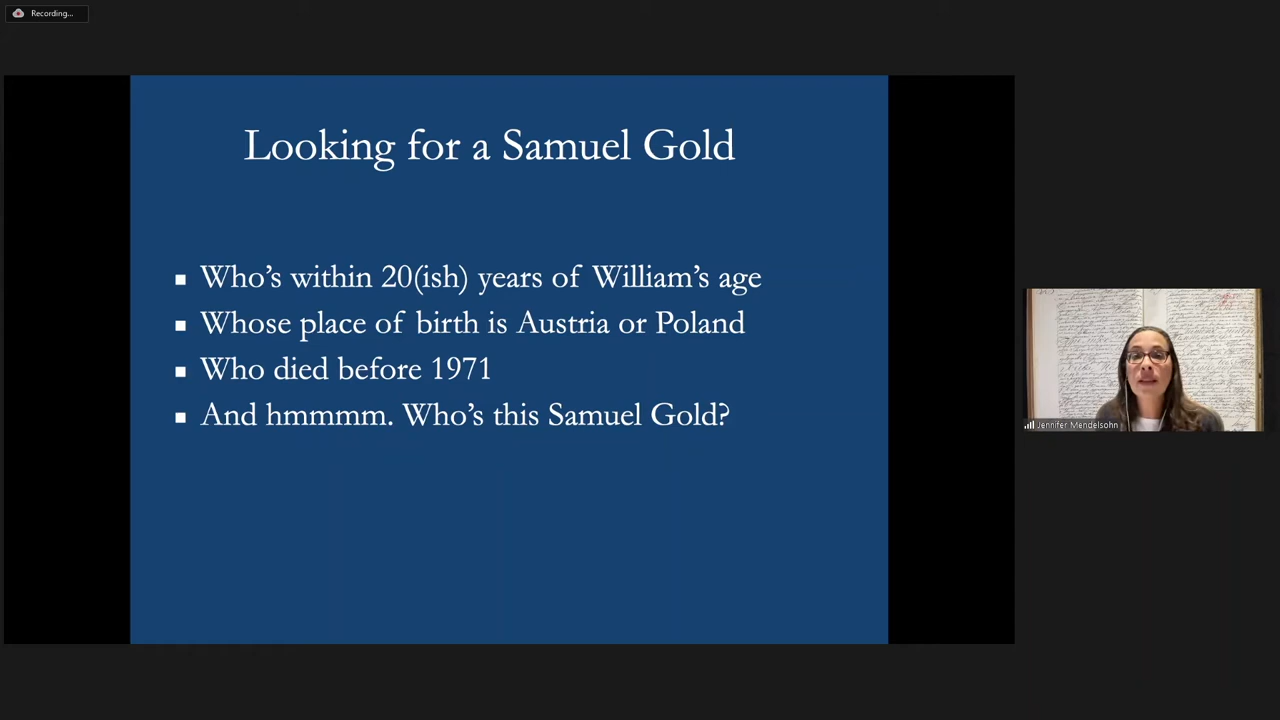 Recording...
Looking for a Samuel Gold
Who's within 20(ish) years of William's age
Whose place of birth is Austria or Poland
Who died before 1971
And hmmmm. Who's this Samuel Gold?
Jennifer Mendelsohn